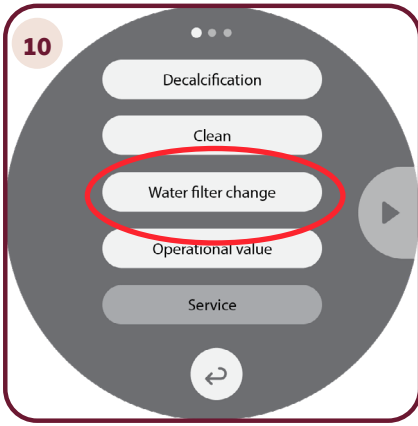 10
Decalcification
Clean
Water filter change
Operational value
Service